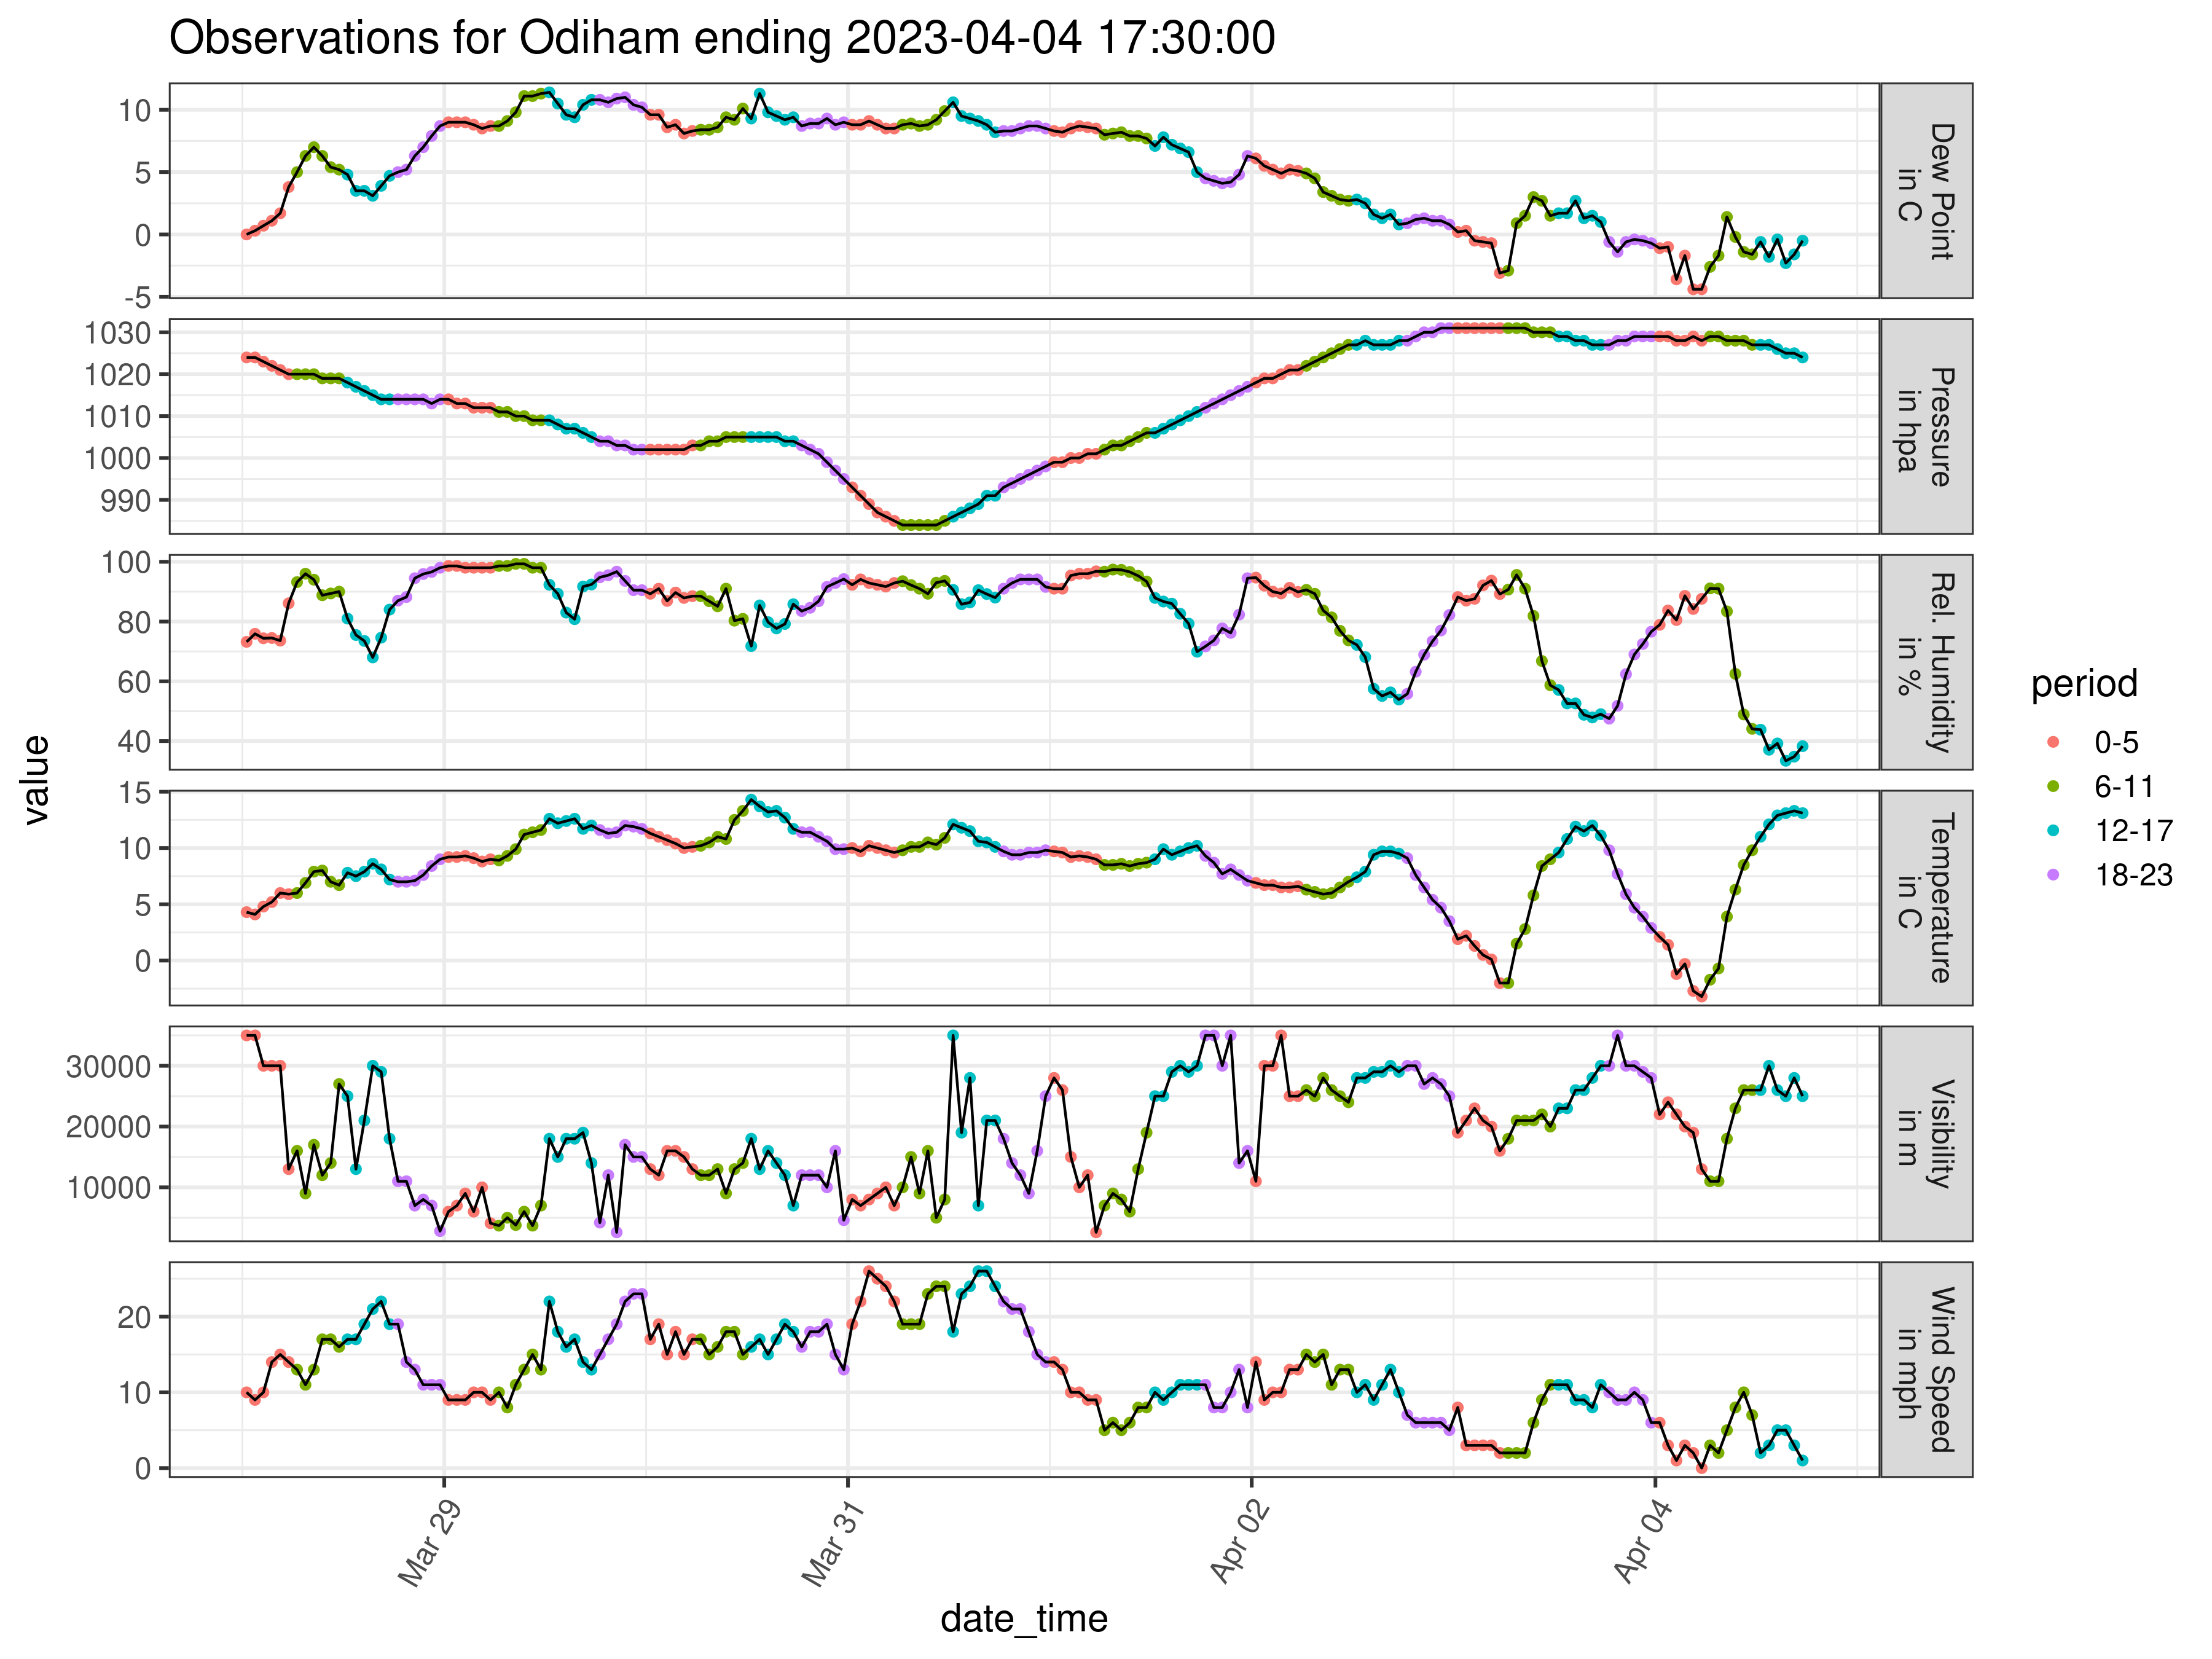 Observations for Odiham ending 2023-04-04 17:30:00
value
10
5
0
-5
Dew Point
in C
1030
1020
1010
1000
990
Pressure
in hpa
100
80
60
40
Rel. Humidity
in %
15
10
5
0
Temperature
in C
30000
20000
10000
Visibility
in m
20
10
0
Wind Speed
in mph
Mar 29
Mar 31
Apr 02
Apr 04
date_time
period
0-5
6-11
12-17
18-23